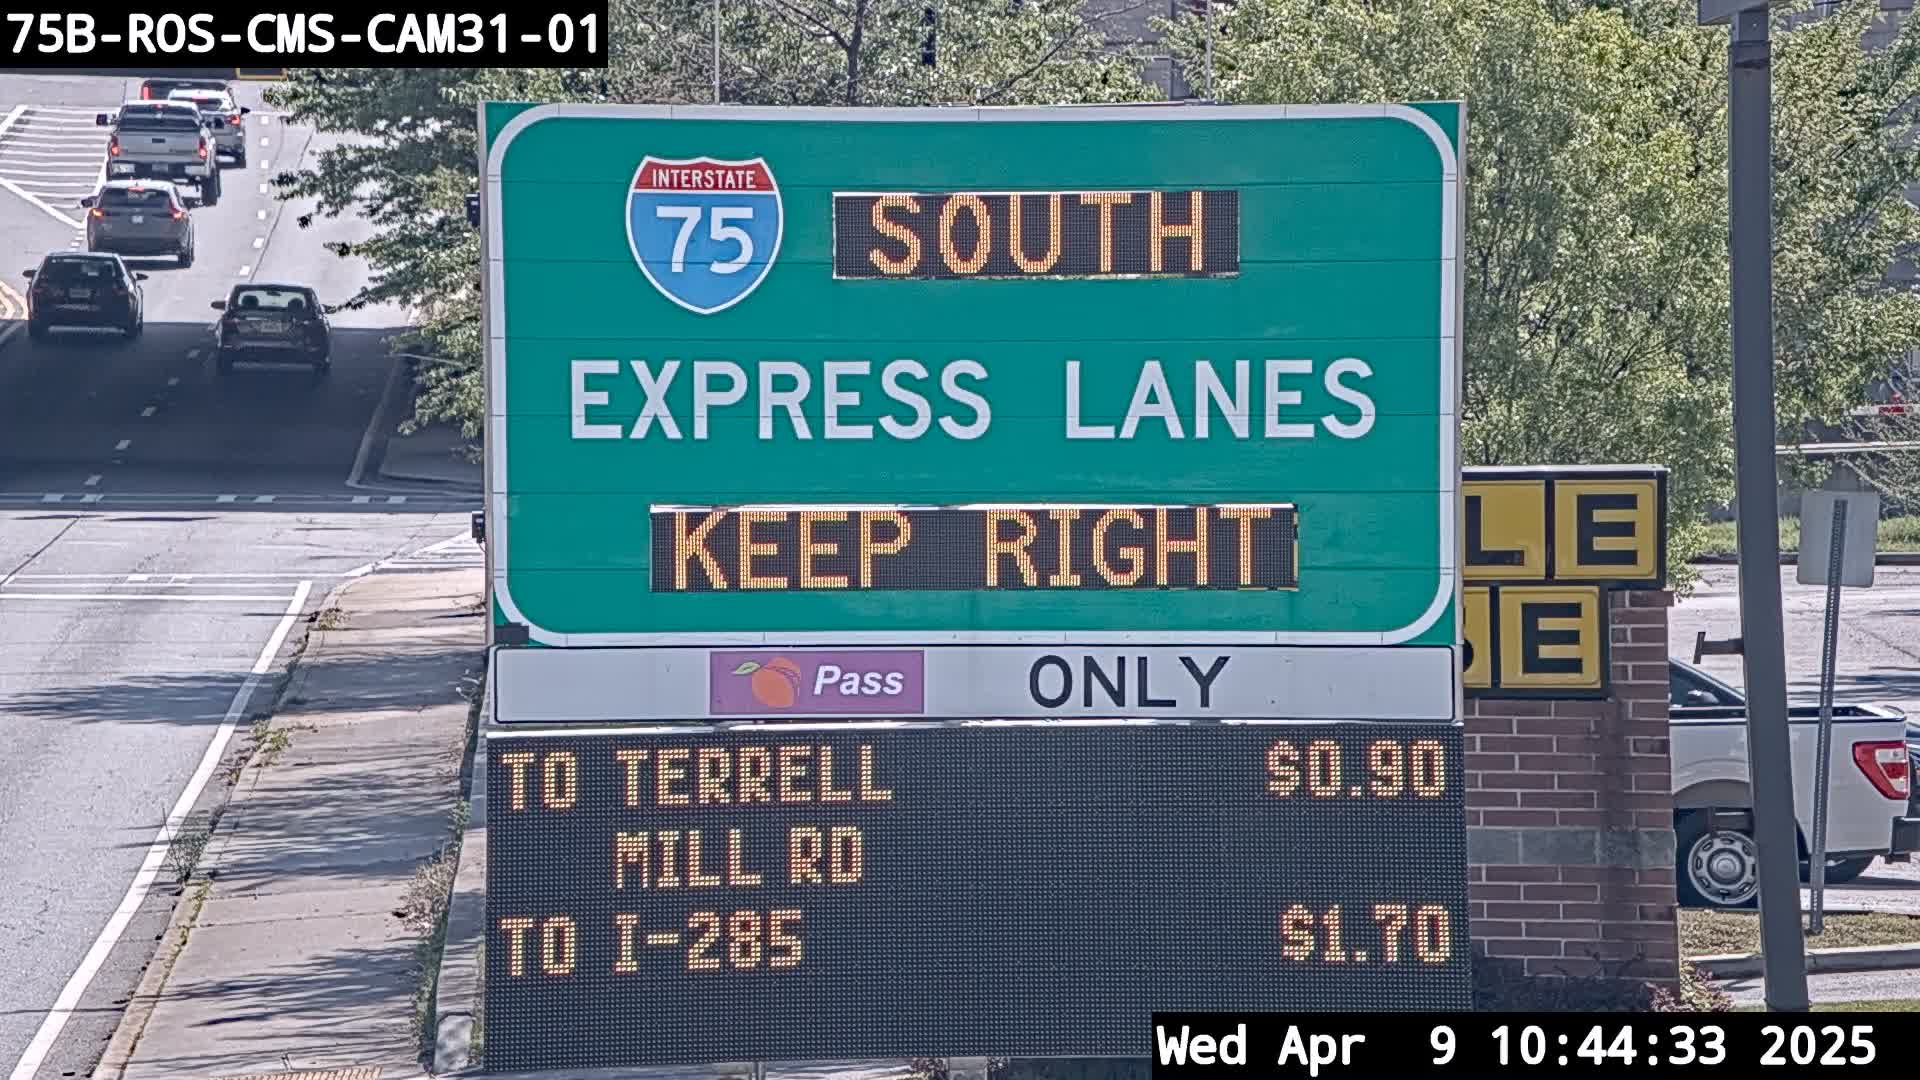 75B-ROS-CMS-CAM31-01
INTERSTATE
75
SOUTH
EXPRESS LANES
KEEP RIGHT
Pass ONLY
TO TERRELL $0.90
MILL RD
TO I-285 $1.70
LE
E
Wed Apr 9 10:44:33 2025